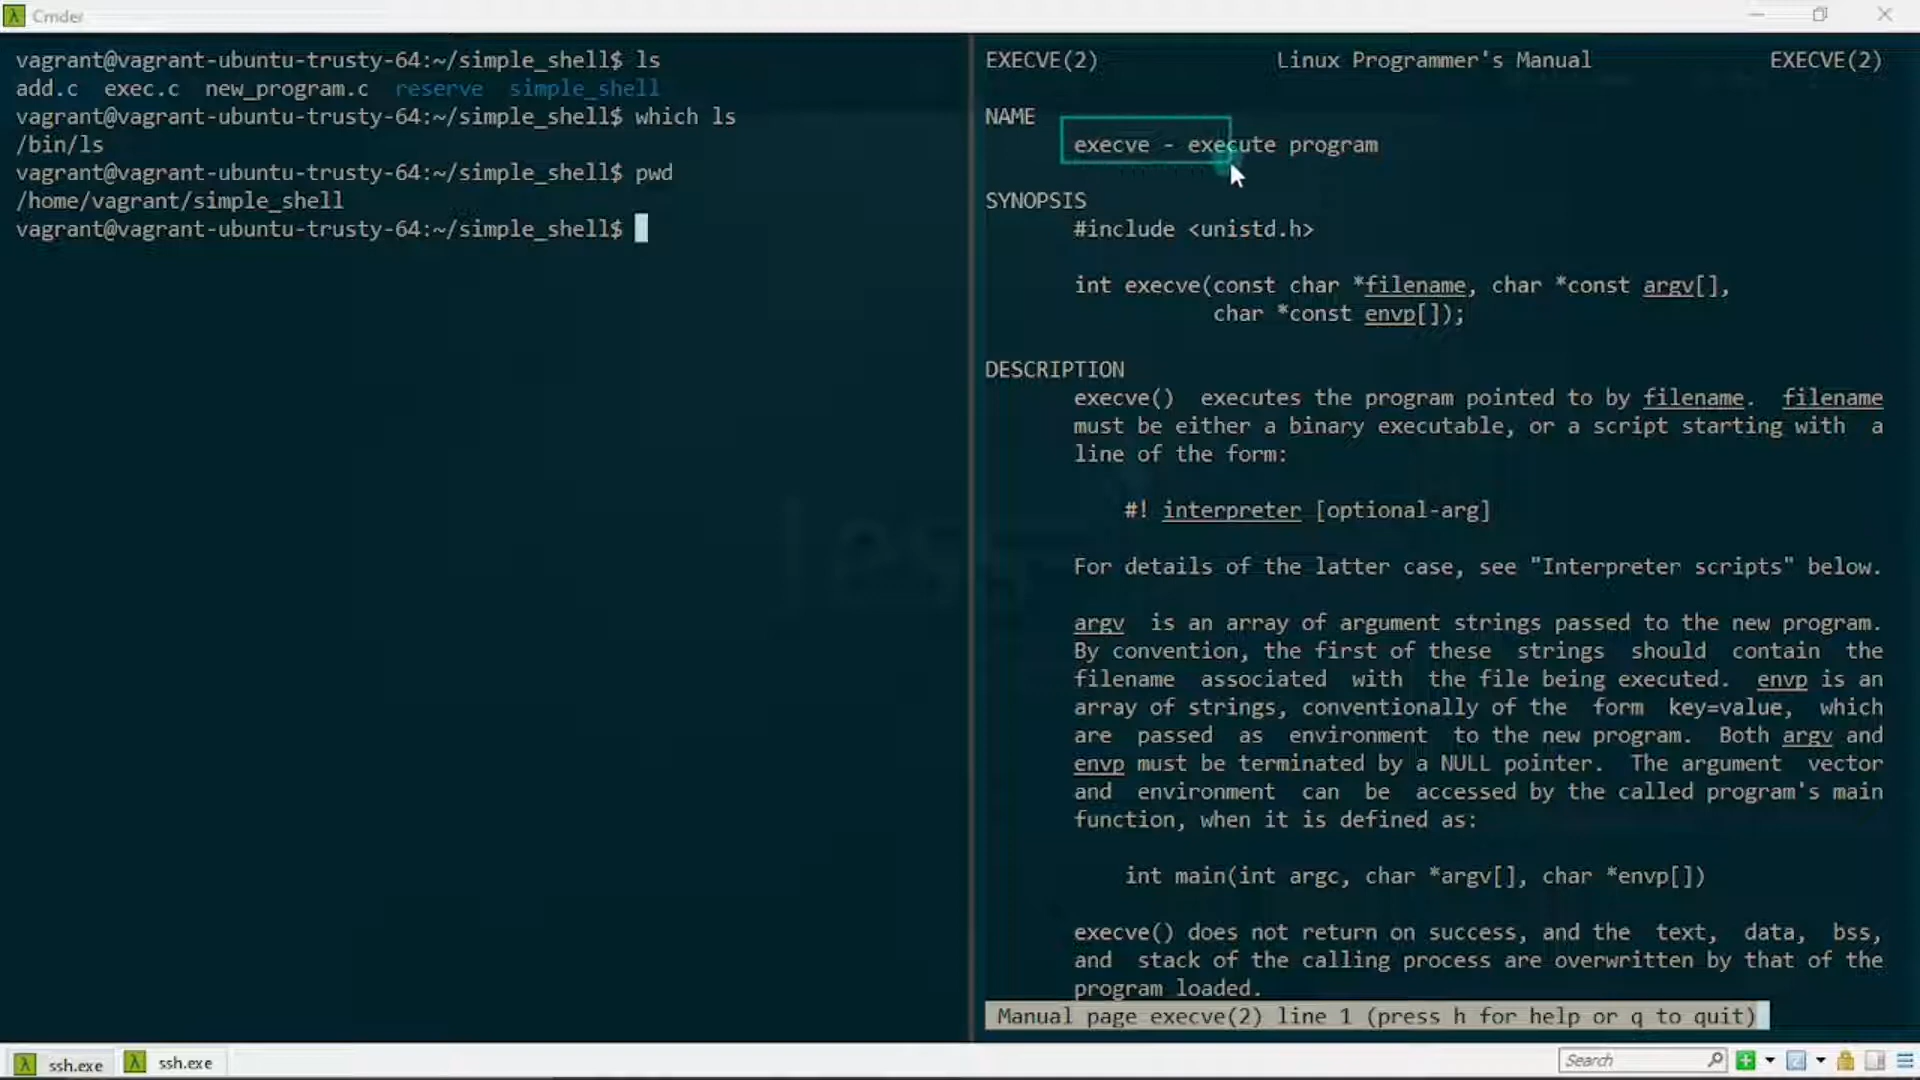 Cmder
vagrant@vagrant-ubuntu-trusty-64:~/simple_shell$ ls
add.c  exec.c  new_program.c  reserve  simple_shell
vagrant@vagrant-ubuntu-trusty-64:~/simple_shell$ which ls
/bin/ls
vagrant@vagrant-ubuntu-trusty-64:~/simple_shell$ pwd
/home/vagrant/simple_shell
vagrant@vagrant-ubuntu-trusty-64:~/simple_shell$
EXECVE(2)  Linux Programmer's Manual  EXECVE(2)
NAME
execve - execute program
SYNOPSIS
#include <unistd.h>
int execve(const char *filename, char *const argv[],
char *const envp[]);
DESCRIPTION
execve() executes the program pointed to by filename. filename
must be either a binary executable, or a script starting with a
line of the form:
#! interpreter [optional-arg]
For details of the latter case, see "Interpreter scripts" below.
argv is an array of argument strings passed to the new program.
By convention, the first of these strings should contain the
filename associated with the file being executed. envp is an
array of strings, conventionally of the form key=value, which
are passed as environment to the new program. Both argv and
envp must be terminated by a NULL pointer. The argument vector
and environment can be accessed by the called program's main
function, when it is defined as:
int main(int argc, char *argv[], char *envp[])
execve() does not return on success, and the text, data, bss,
and stack of the calling process are overwritten by that of the
program loaded.
Manual page execve(2) line 1 (press h for help or q to quit)
ssh.exe
ssh.exe
Search